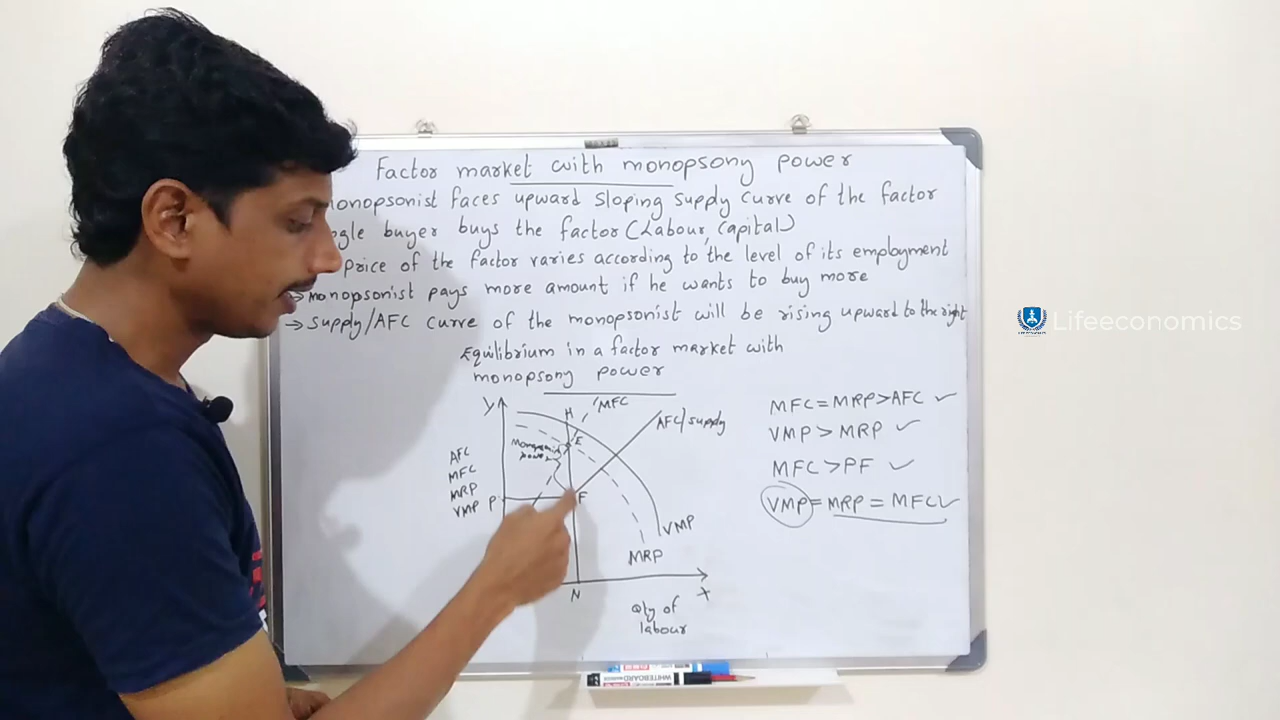 Factor market with monopsony power
monopsonist faces upward sloping supply curve of the factor
ngle buyer buys the factor (Labour, capital)
price of the factor varies according to the level of its employment
→ monopsonist pays more amount if he wants to buy more
→ supply/AFC curve of the monopsonist will be rising upward to the right
Equilibrium in a factor market with
monopsony power
Y
H
MFC
AFC/supply
E
power
AFC
MFC
MRP
VMP
P
F
VMP
MRP
N
X
Qty of
labour
MFC = MRP > AFC ✓
VMP > MRP ✓
MFC > PF ✓
VMP = MRP = MFC ✓
Lifeeconomics
WHITEBOARD